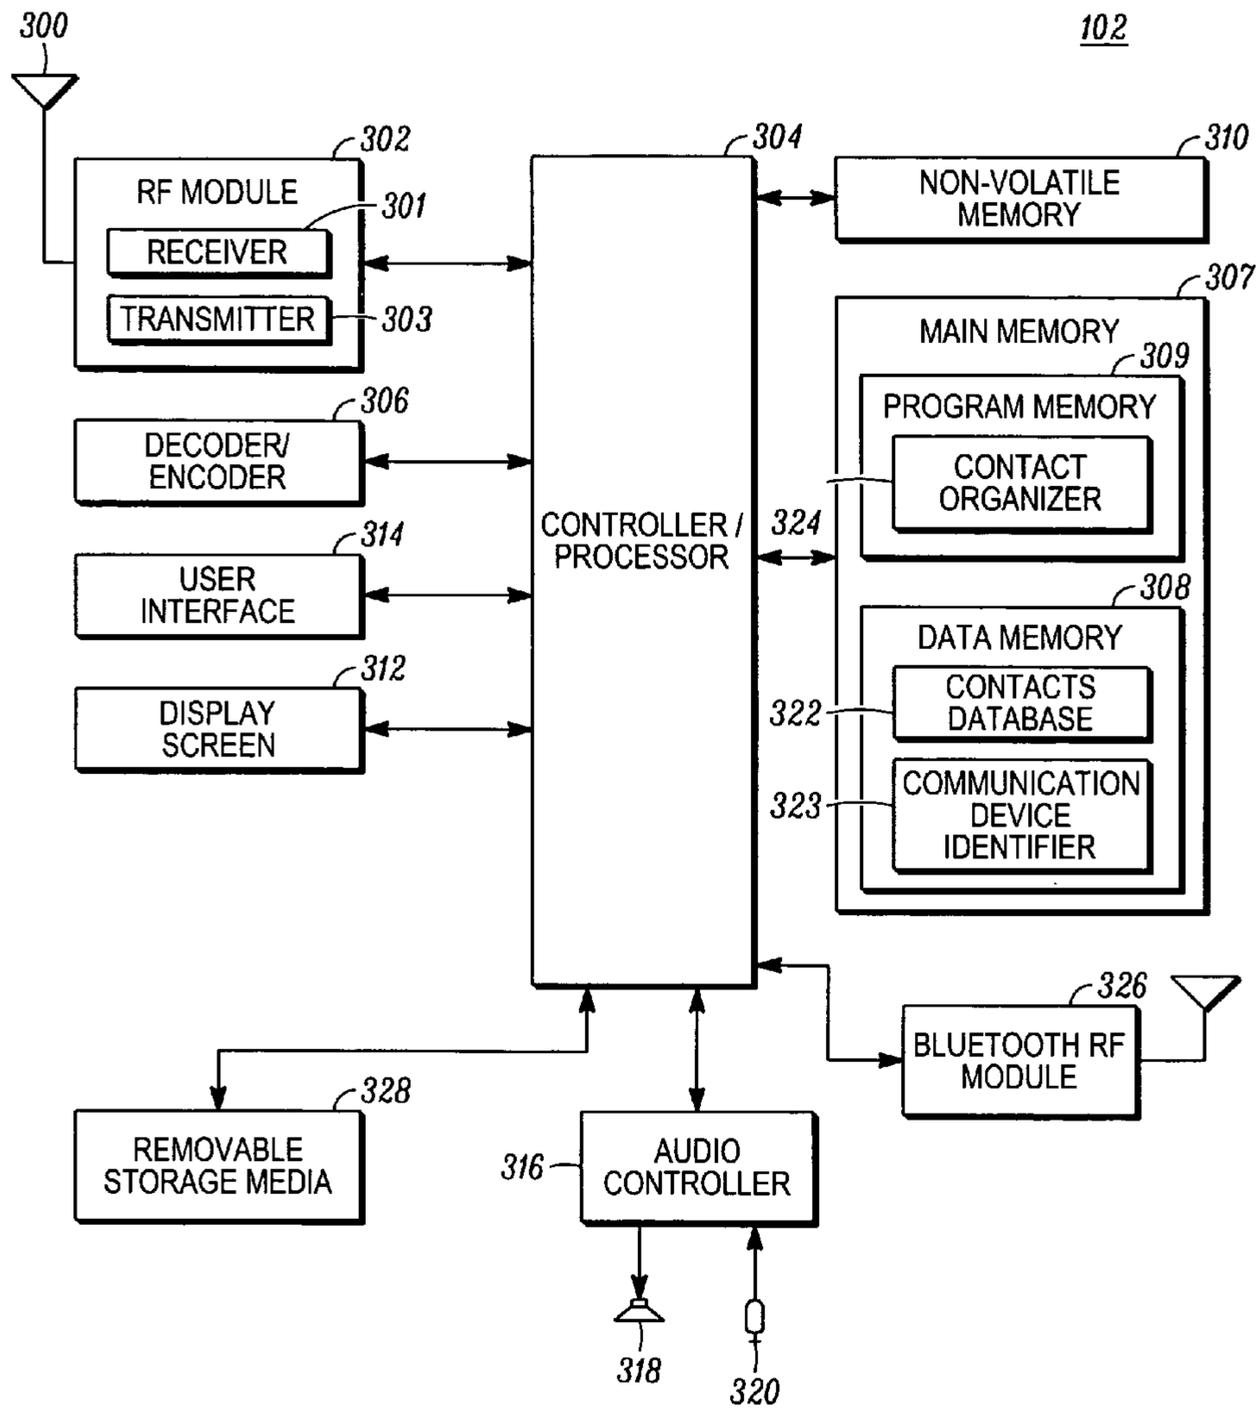 300
102
302
RF MODULE
301
RECEIVER
TRANSMITTER
303
304
CONTROLLER /
PROCESSOR
310
NON-VOLATILE
MEMORY
307
MAIN MEMORY
309
PROGRAM MEMORY
CONTACT
ORGANIZER
324
306
DECODER/
ENCODER
314
USER
INTERFACE
312
DISPLAY
SCREEN
308
DATA MEMORY
CONTACTS
DATABASE
322
COMMUNICATION
DEVICE
IDENTIFIER
323
326
BLUETOOTH RF
MODULE
328
REMOVABLE
STORAGE MEDIA
316
AUDIO
CONTROLLER
318
320